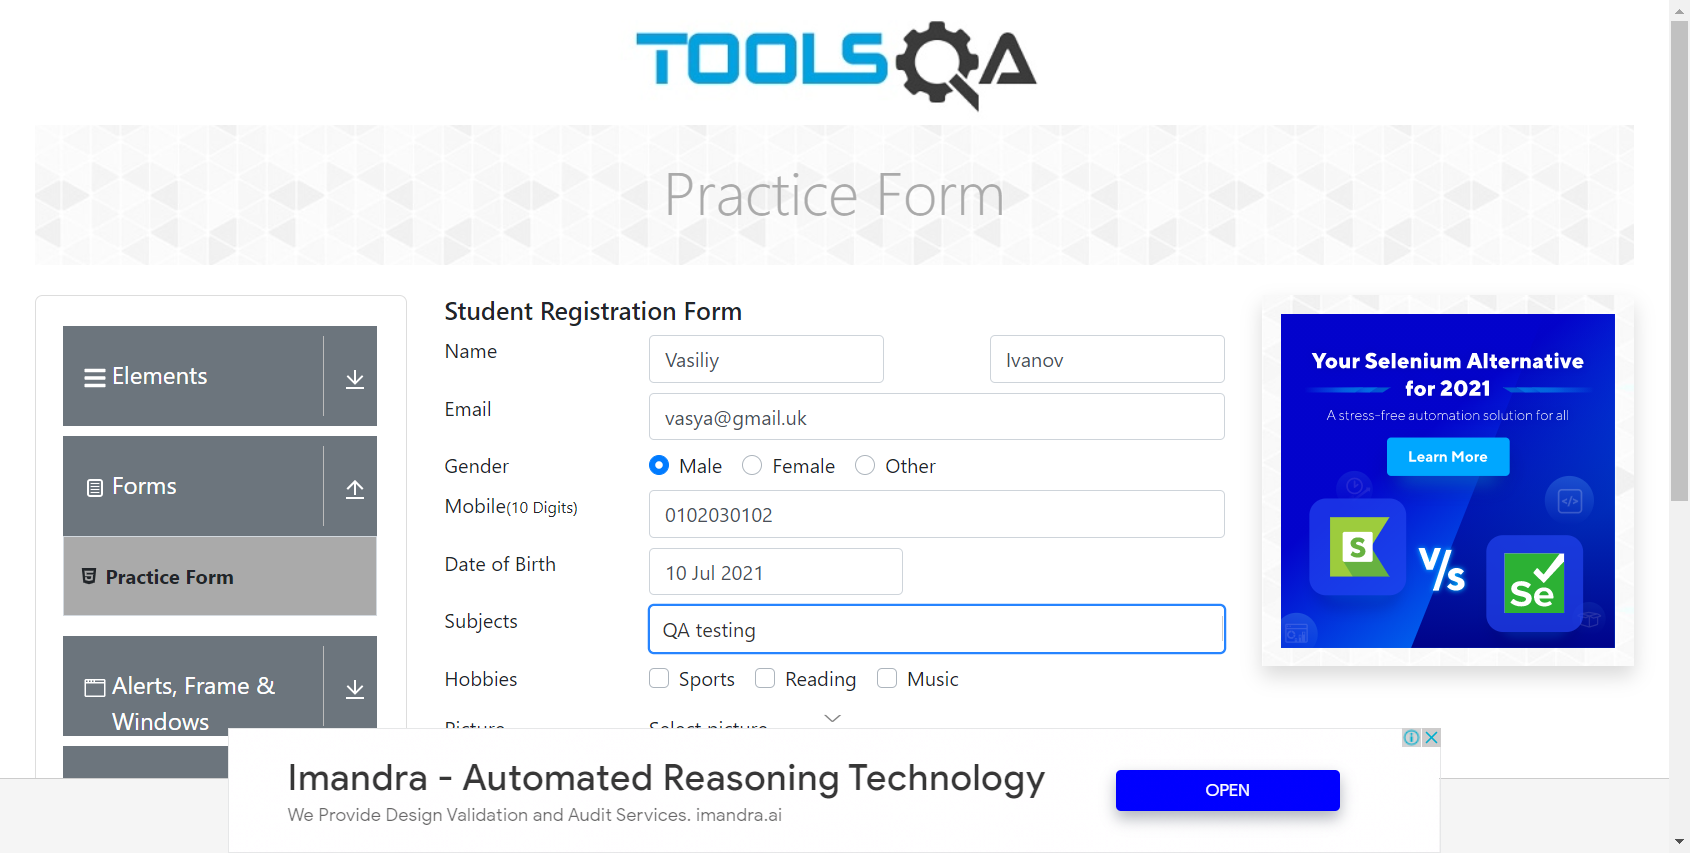 TOOLSQA
Practice Form
Elements
Forms
Practice Form
Alerts, Frame &
Windows
Student Registration Form
Name
Vasiliy
Ivanov
Email
vasya@gmail.uk
Gender
Male
Female
Other
Mobile(10 Digits)
0102030102
Date of Birth
10 Jul 2021
Subjects
QA testing
Hobbies
Sports
Reading
Music
Picture
Select picture
Your Selenium Alternative
for 2021
A stress-free automation solution for all
Learn More
S
V/s
Se
Imandra - Automated Reasoning Technology
We Provide Design Validation and Audit Services. imandra.ai
OPEN